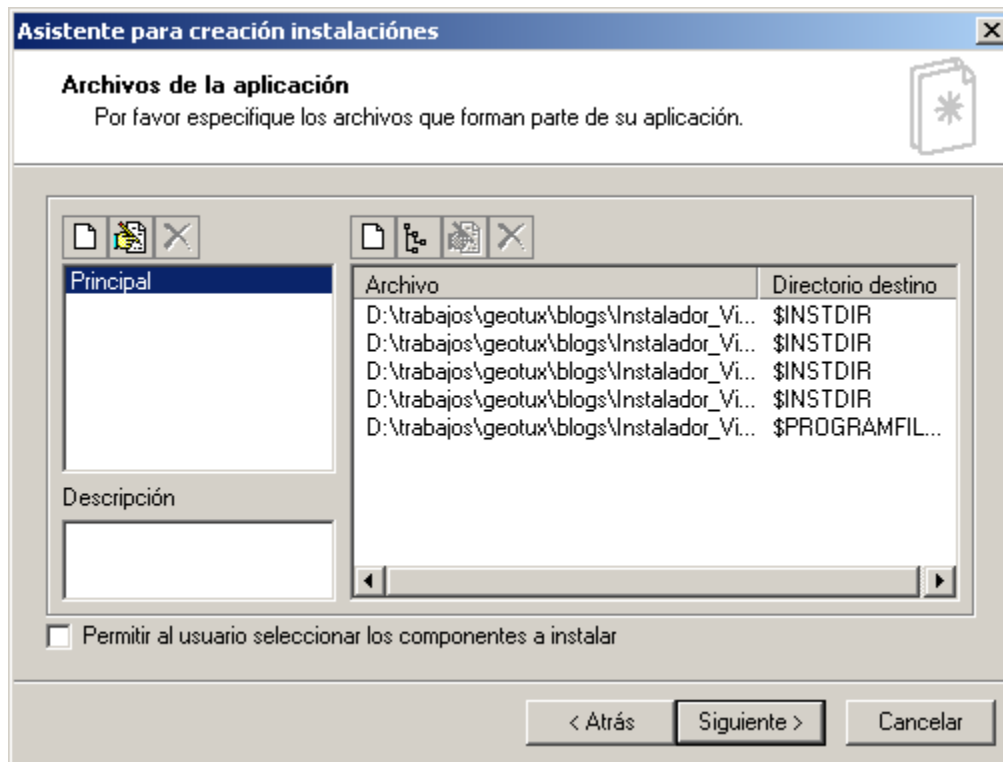 Asistente para creación instalaciónes
Archivos de la aplicación
Por favor especifique los archivos que forman parte de su aplicación.
Principal
Descripción
Archivo Directorio destino
D:\trabajos\geotux\blogs\Instalador_Vi... $INSTDIR
D:\trabajos\geotux\blogs\Instalador_Vi... $INSTDIR
D:\trabajos\geotux\blogs\Instalador_Vi... $INSTDIR
D:\trabajos\geotux\blogs\Instalador_Vi... $INSTDIR
D:\trabajos\geotux\blogs\Instalador_Vi... $PROGRAMFIL...
Permitir al usuario seleccionar los componentes a instalar
< Atrás Siguiente > Cancelar